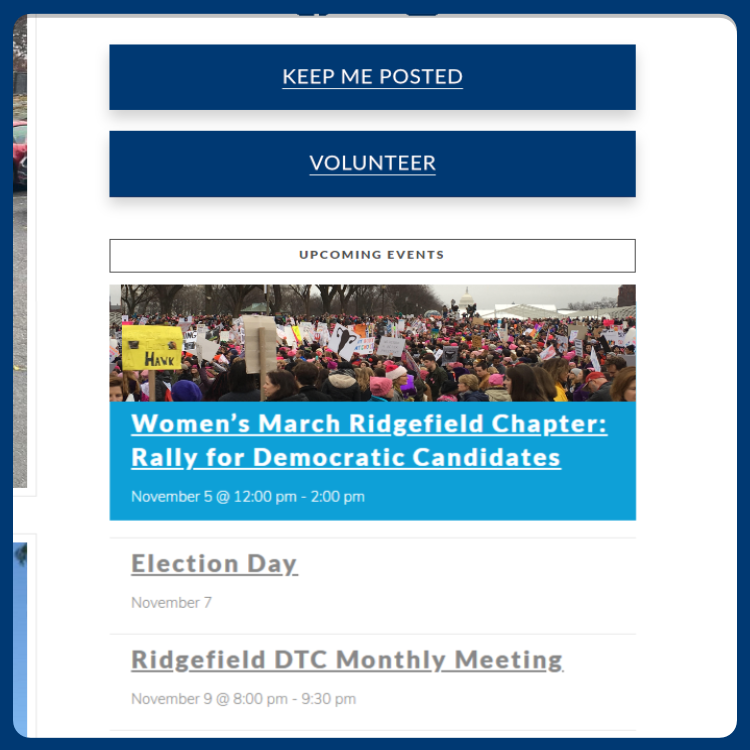 KEEP ME POSTED
VOLUNTEER
UPCOMING EVENTS
HAWK
Women’s March Ridgefield Chapter:
Rally for Democratic Candidates
November 5 @ 12:00 pm - 2:00 pm
Election Day
November 7
Ridgefield DTC Monthly Meeting
November 9 @ 8:00 pm - 9:30 pm